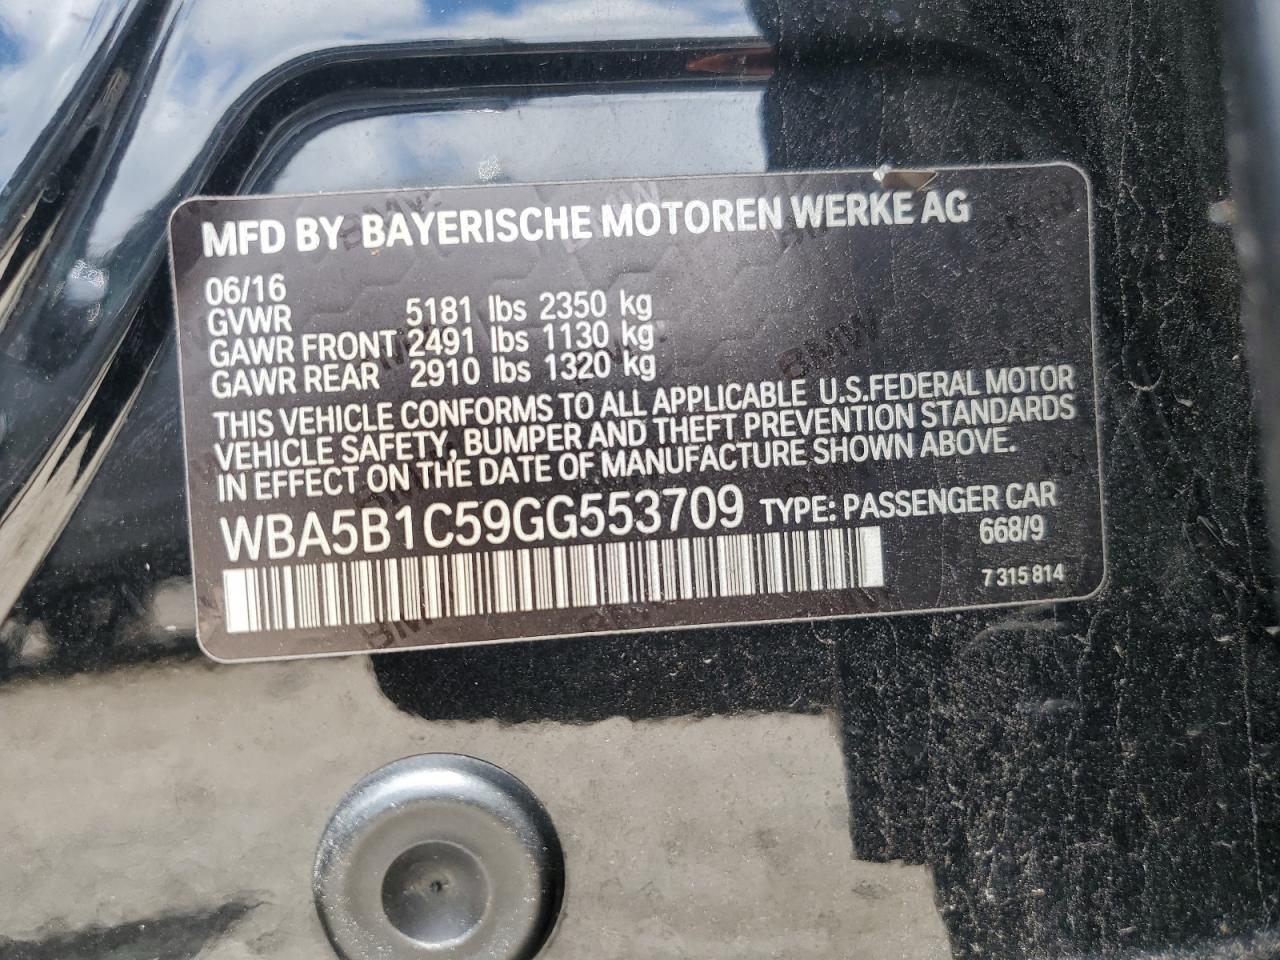 MFD BY BAYERISCHE MOTOREN WERKE AG
06/16
GVWR 5181 lbs 2350 kg
GAWR FRONT 2491 lbs 1130 kg
GAWR REAR 2910 lbs 1320 kg
THIS VEHICLE CONFORMS TO ALL APPLICABLE U.S.FEDERAL MOTOR
VEHICLE SAFETY, BUMPER AND THEFT PREVENTION STANDARDS
IN EFFECT ON THE DATE OF MANUFACTURE SHOWN ABOVE.
WBA5B1C59GG553709 TYPE: PASSENGER CAR
668/9
7 315 814